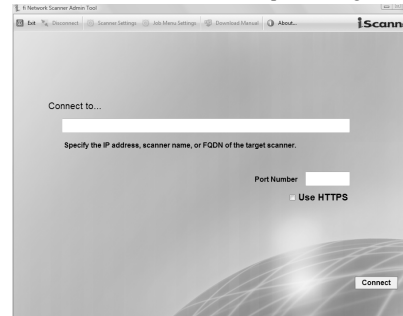 fi Network Scanner Admin Tool
Exit Disconnect Scanner Settings Job Menu Settings Download Manual About...
iScann
Connect to...
Specify the IP address, scanner name, or FQDN of the target scanner.
Port Number
Use HTTPS
Connect